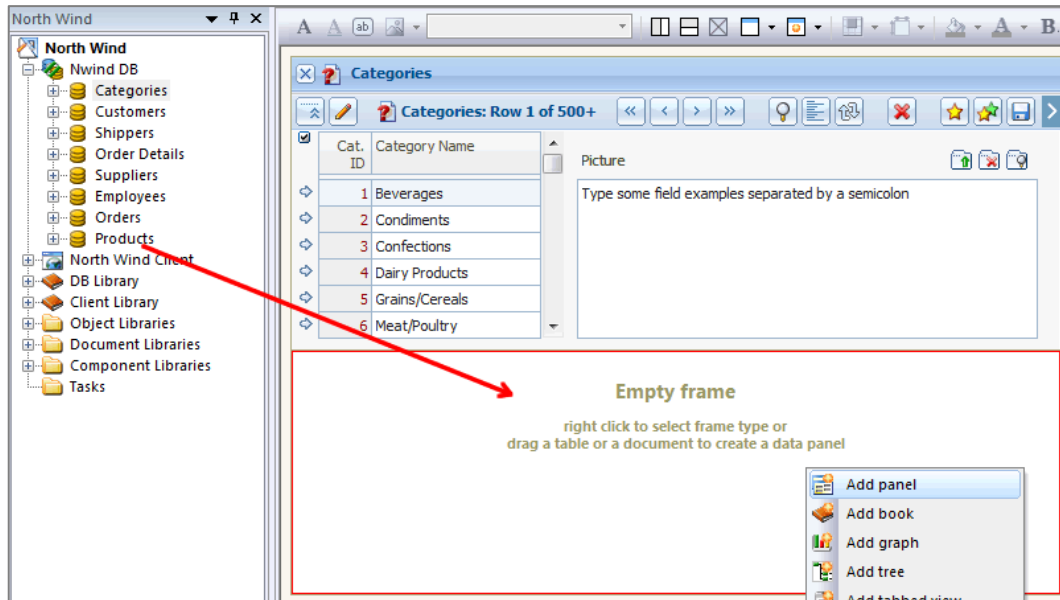 North Wind
North Wind
Nwind DB
Categories
Customers
Shippers
Order Details
Suppliers
Employees
Orders
Products
North Wind Client
DB Library
Client Library
Object Libraries
Document Libraries
Component Libraries
Tasks
A A ab
A B
Categories
Categories: Row 1 of 500+
Cat. ID
Category Name
1 Beverages
2 Condiments
3 Confections
4 Dairy Products
5 Grains/Cereals
6 Meat/Poultry
Picture
Type some field examples separated by a semicolon
Empty frame
right click to select frame type or
drag a table or a document to create a data panel
Add panel
Add book
Add graph
Add tree
Add tabbed view